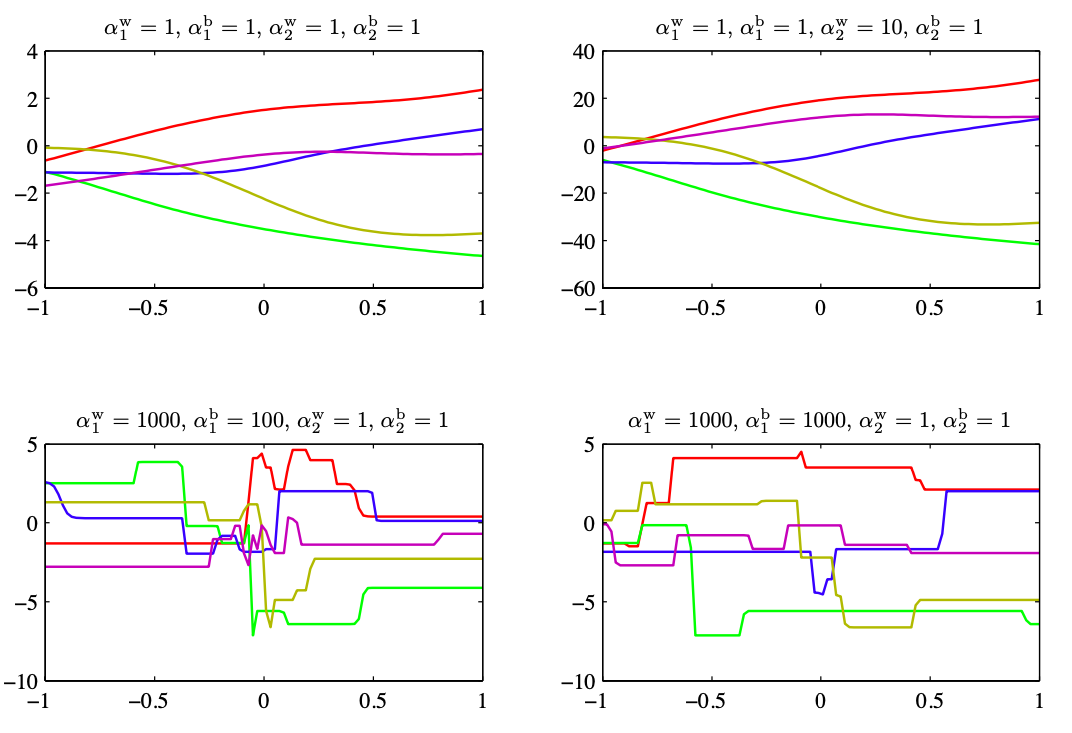 α₁ʷ = 1, α₁ᵇ = 1, α₂ʷ = 1, α₂ᵇ = 1
4
2
0
−2
−4
−6
−1 −0.5 0 0.5 1
α₁ʷ = 1, α₁ᵇ = 1, α₂ʷ = 10, α₂ᵇ = 1
40
20
0
−20
−40
−60
−1 −0.5 0 0.5 1
α₁ʷ = 1000, α₁ᵇ = 100, α₂ʷ = 1, α₂ᵇ = 1
5
0
−5
−10
−1 −0.5 0 0.5 1
α₁ʷ = 1000, α₁ᵇ = 1000, α₂ʷ = 1, α₂ᵇ = 1
5
0
−5
−10
−1 −0.5 0 0.5 1